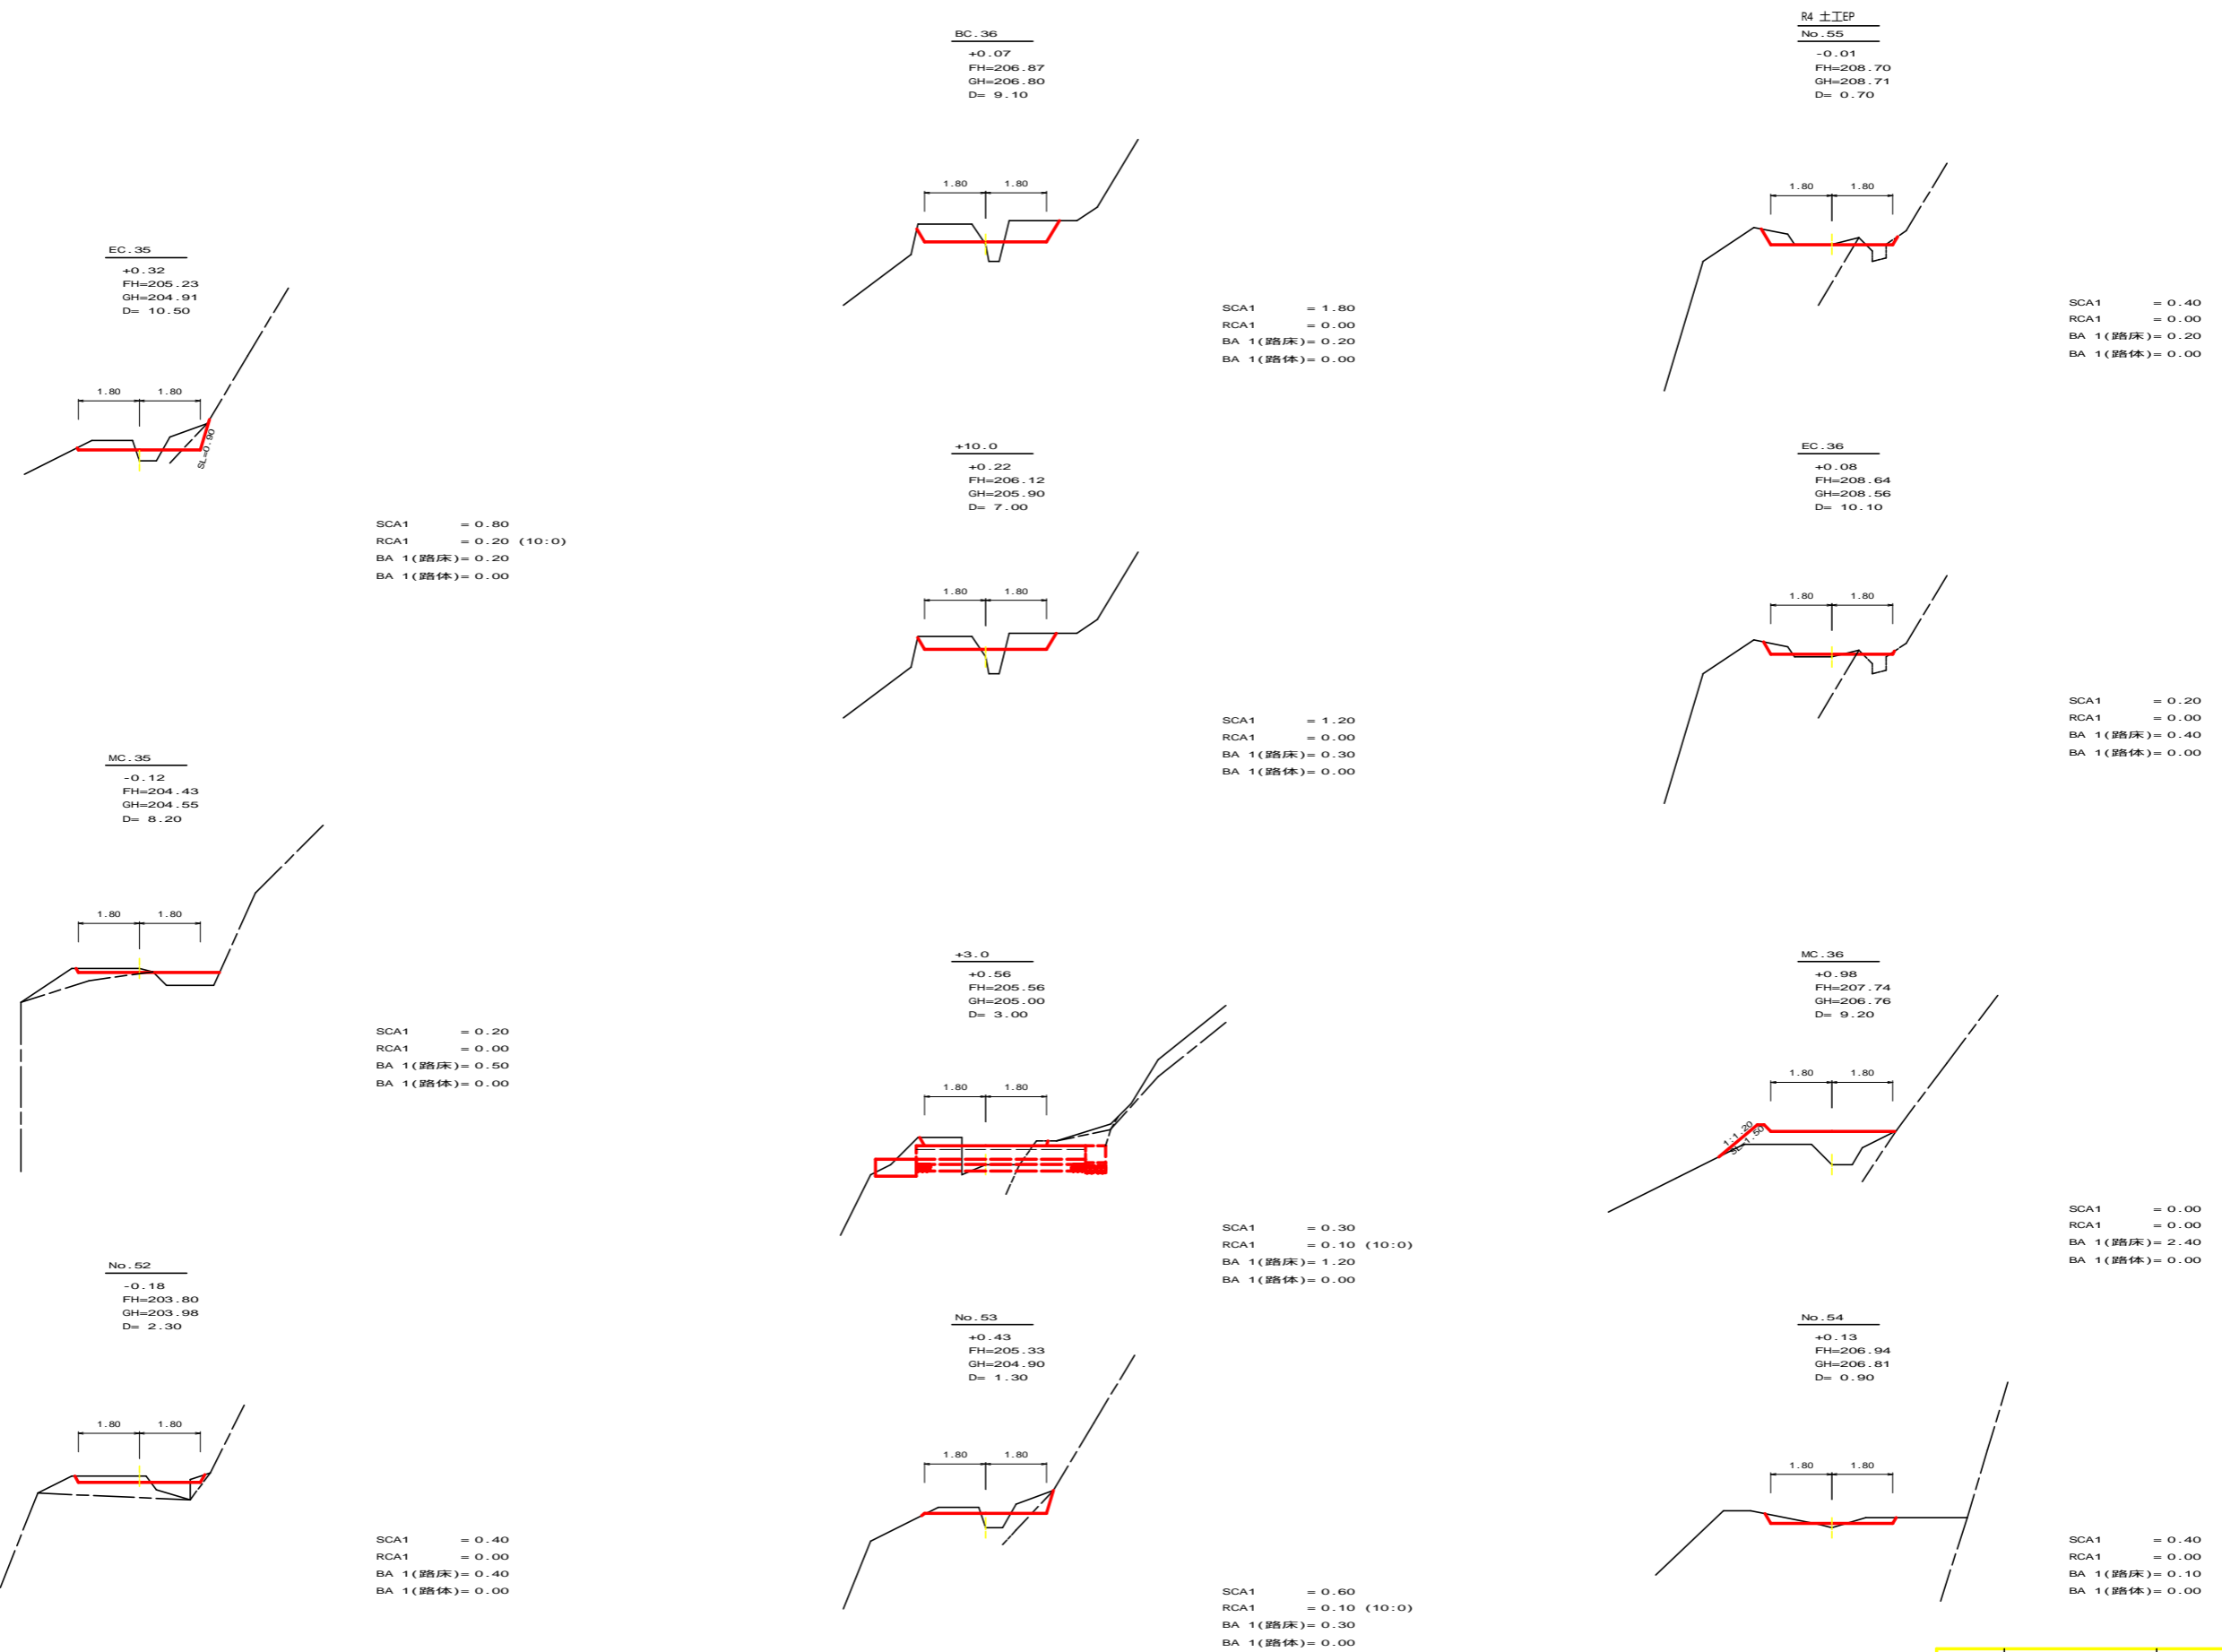 EC.35
+0.32
FH=205.23
GH=204.91
D= 10.50
1.80 1.80
SL=0.90
SCA1 = 0.80
RCA1 = 0.20 (10:0)
BA 1(路床)= 0.20
BA 1(路体)= 0.00
MC.35
-0.12
FH=204.43
GH=204.55
D= 8.20
1.80 1.80
SCA1 = 0.20
RCA1 = 0.00
BA 1(路床)= 0.50
BA 1(路体)= 0.00
No.52
-0.18
FH=203.80
GH=203.98
D= 2.30
1.80 1.80
SCA1 = 0.40
RCA1 = 0.00
BA 1(路床)= 0.40
BA 1(路体)= 0.00
BC.36
+0.07
FH=206.87
GH=206.80
D= 9.10
1.80 1.80
SCA1 = 1.80
RCA1 = 0.00
BA 1(路床)= 0.20
BA 1(路体)= 0.00
+10.0
+0.22
FH=206.12
GH=205.90
D= 7.00
1.80 1.80
SCA1 = 1.20
RCA1 = 0.00
BA 1(路床)= 0.30
BA 1(路体)= 0.00
+3.0
+0.56
FH=205.56
GH=205.00
D= 3.00
1.80 1.80
SCA1 = 0.30
RCA1 = 0.10 (10:0)
BA 1(路床)= 1.20
BA 1(路体)= 0.00
No.53
+0.43
FH=205.33
GH=204.90
D= 1.30
1.80 1.80
SCA1 = 0.60
RCA1 = 0.10 (10:0)
BA 1(路床)= 0.30
BA 1(路体)= 0.00
R4 土工EP
No.55
-0.01
FH=208.70
GH=208.71
D= 0.70
1.80 1.80
SCA1 = 0.40
RCA1 = 0.00
BA 1(路床)= 0.20
BA 1(路体)= 0.00
EC.36
+0.08
FH=208.64
GH=208.56
D= 10.10
1.80 1.80
SCA1 = 0.20
RCA1 = 0.00
BA 1(路床)= 0.40
BA 1(路体)= 0.00
MC.36
+0.98
FH=207.74
GH=206.76
D= 9.20
1.80 1.80
1:1.20
SL=1.50
SCA1 = 0.00
RCA1 = 0.00
BA 1(路床)= 2.40
BA 1(路体)= 0.00
No.54
+0.13
FH=206.94
GH=206.81
D= 0.90
1.80 1.80
SCA1 = 0.40
RCA1 = 0.00
BA 1(路床)= 0.10
BA 1(路体)= 0.00